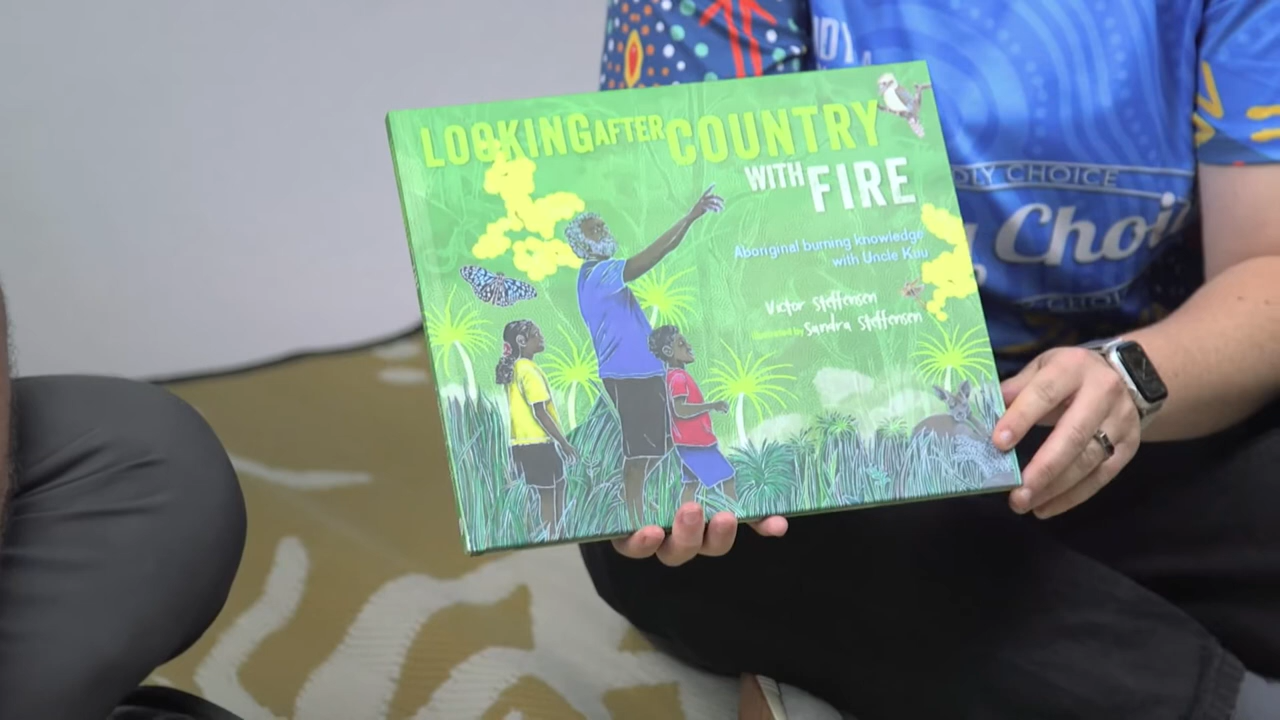 LOOKING AFTER COUNTRY
WITH FIRE
Aboriginal burning knowledge
with Uncle Kuu
Victor Steffensen
illustrated by Sandra Steffensen
CHOICE
Choi
CHOI